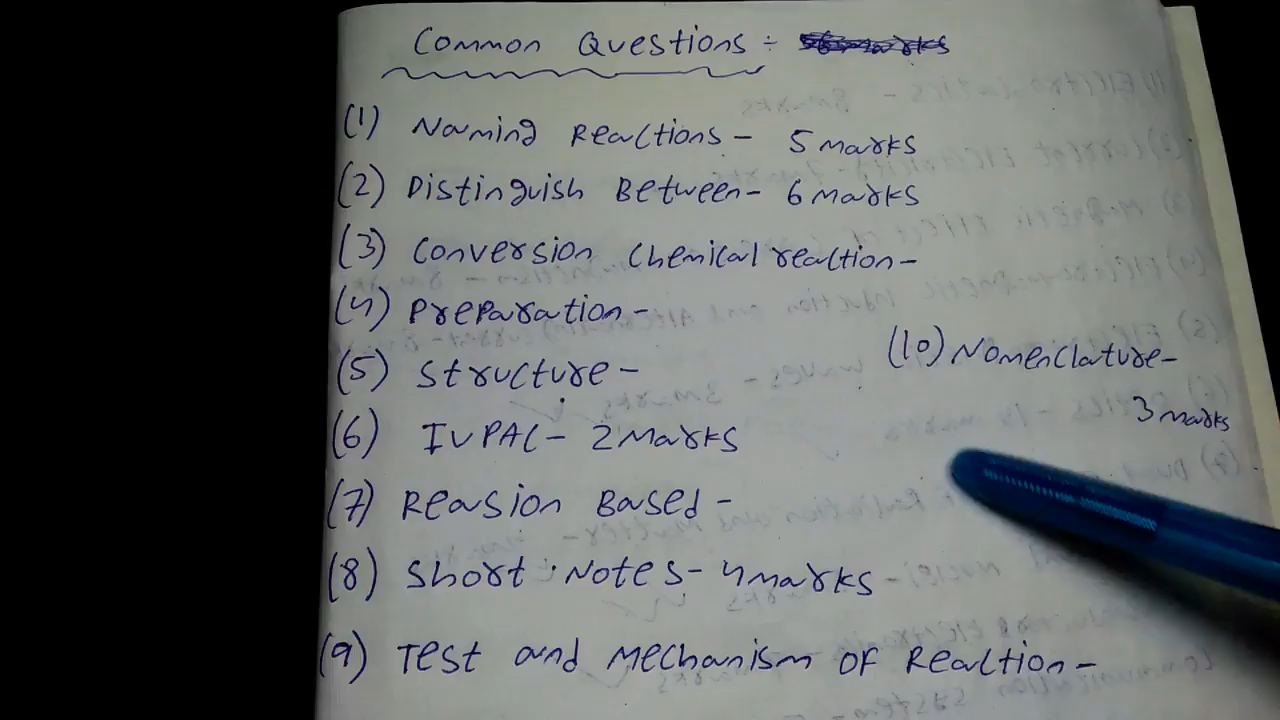 Common Questions :-
(1) Naming Reactions - 5 marks
(2) Distinguish Between - 6 marks
(3) Conversion Chemical reaction -
(4) Preparation -
(5) Structure -
(6) IUPAC - 2 Marks
(7) Reasion Based -
(8) Short Notes - 4 marks -
(9) Test and Mechanism OF Reaction -
(10) Nomenclature -
3 marks